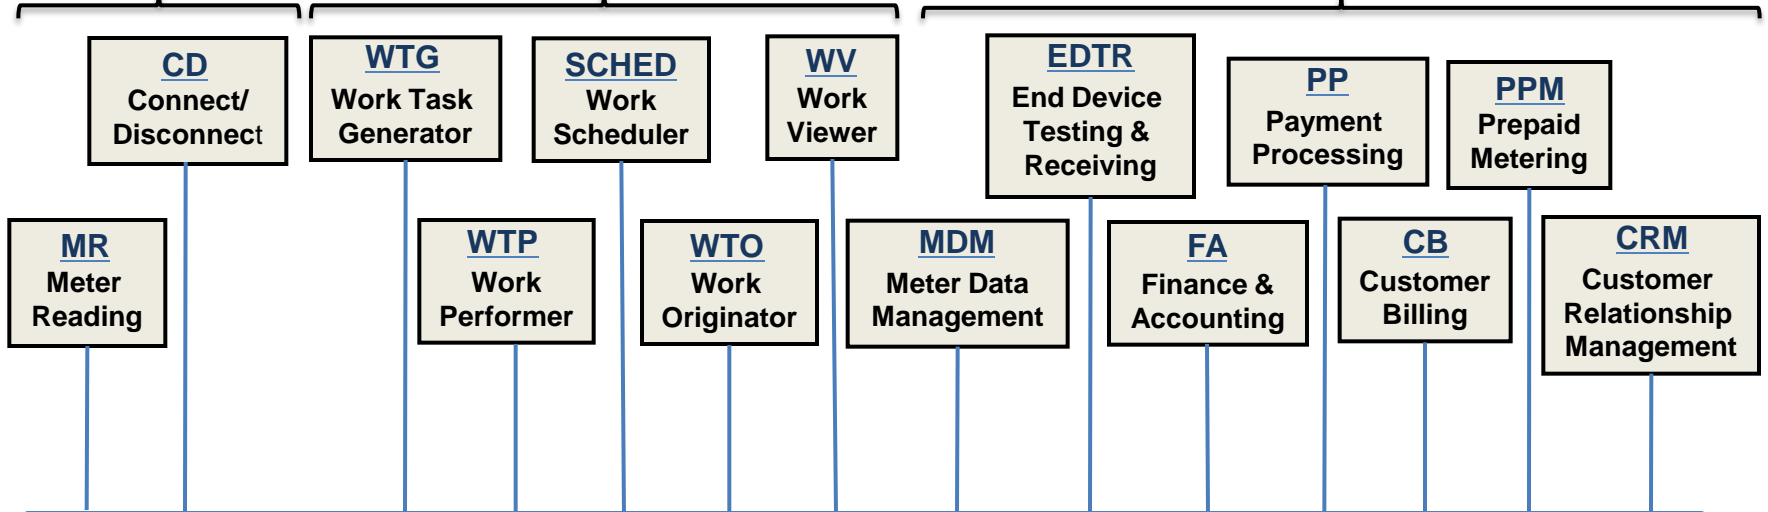 CD
Connect/
Disconnect
WTG
Work Task
Generator
SCHED
Work
Scheduler
WV
Work
Viewer
EDTR
End Device
Testing &
Receiving
PP
Payment
Processing
PPM
Prepaid
Metering
MR
Meter
Reading
WTP
Work
Performer
WTO
Work
Originator
MDM
Meter Data
Management
FA
Finance &
Accounting
CB
Customer
Billing
CRM
Customer
Relationship
Management